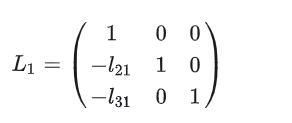 L₁ =
1 0 0
−l₂₁ 1 0
−l₃₁ 0 1